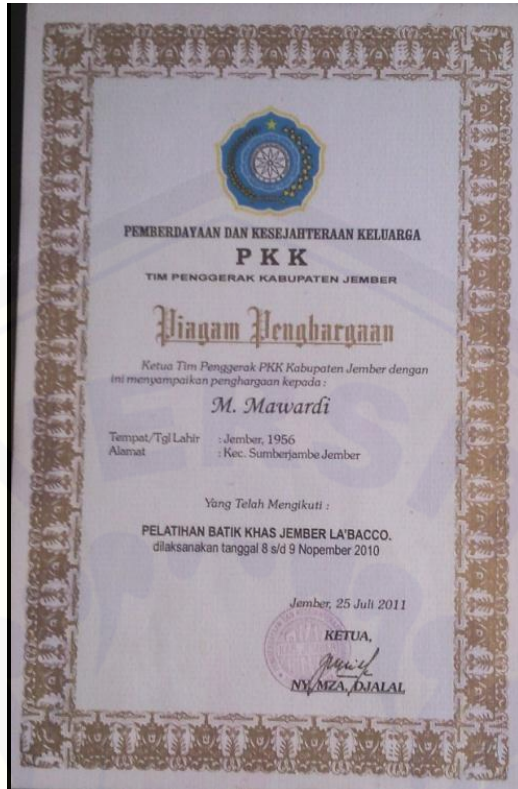 PEMBERDAYAAN DAN KESEJAHTERAAN KELUARGA
PKK
TIM PENGGERAK KABUPATEN JEMBER
Piagam Penghargaan
Ketua Tim Penggerak PKK Kabupaten Jember dengan
ini menyampaikan penghargaan kepada :
M. Mawardi
Tempat/Tgl Lahir : Jember, 1956
Alamat : Kec. Sumberjambe Jember
Yang Telah Mengikuti :
PELATIHAN BATIK KHAS JEMBER LA'BACCO.
dilaksanakan tanggal 8 s/d 9 Nopember 2010
Jember, 25 Juli 2011
KETUA,
NY. MZA. DJALAL